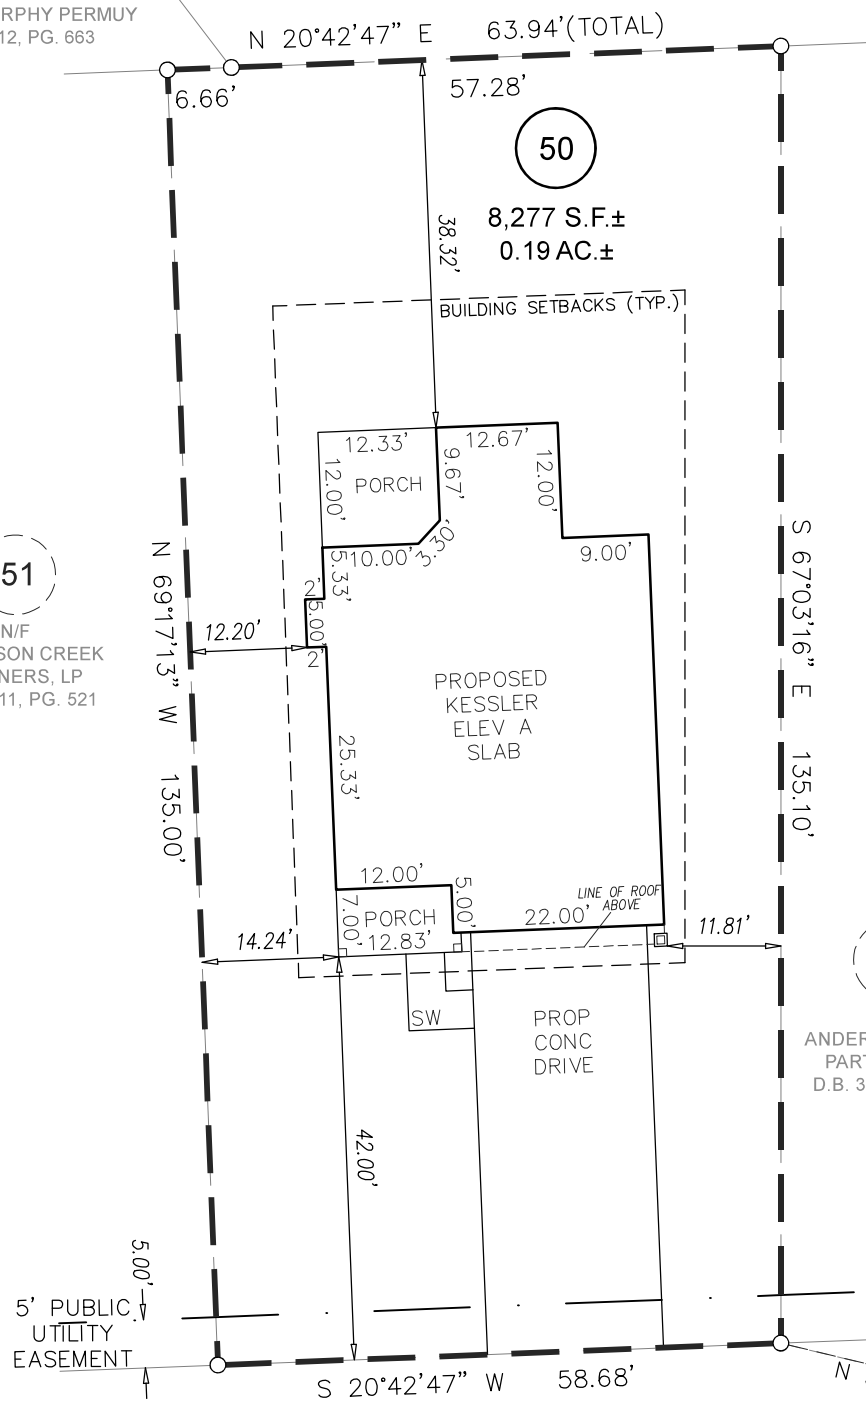 RPHY PERMUY
12, PG. 663
N 20°42'47" E 63.94'(TOTAL)
6.66'
57.28'
50
8,277 S.F.±
0.19 AC.±
38.32'
BUILDING SETBACKS (TYP.)
12.33'
12.67'
12.00'
PORCH
9.67'
12.00'
10.00'
3.30'
9.00'
5.33'
2'
5.00'
2'
12.20'
51
N/F
SON CREEK
NERS, LP
11, PG. 521
N 69°17'13" W 135.00'
S 67°03'16" E 135.10'
PROPOSED
KESSLER
ELEV A
SLAB
25.33'
12.00'
5.00'
LINE OF ROOF
ABOVE
22.00'
7.00'
PORCH
12.83'
14.24'
11.81'
SW
PROP
CONC
DRIVE
ANDER
PART
D.B. 3
42.00'
5.00'
5' PUBLIC
UTILITY
EASEMENT
S 20°42'47" W 58.68'
N